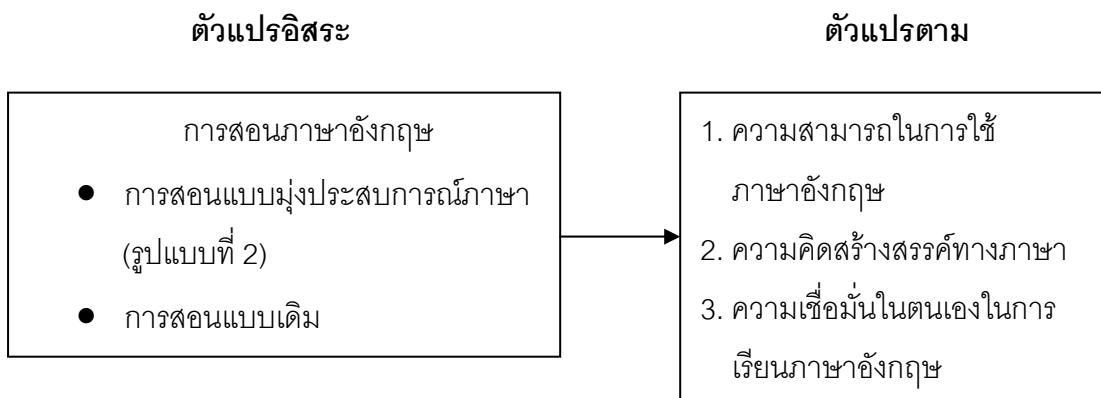 ตัวแปรอิสระ
การสอนภาษาอังกฤษ
● การสอนแบบมุ่งประสบการณ์ภาษา
(รูปแบบที่ 2)
● การสอนแบบเดิม
ตัวแปรตาม
1. ความสามารถในการใช้
ภาษาอังกฤษ
2. ความคิดสร้างสรรค์ทางภาษา
3. ความเชื่อมั่นในตนเองในการ
เรียนภาษาอังกฤษ